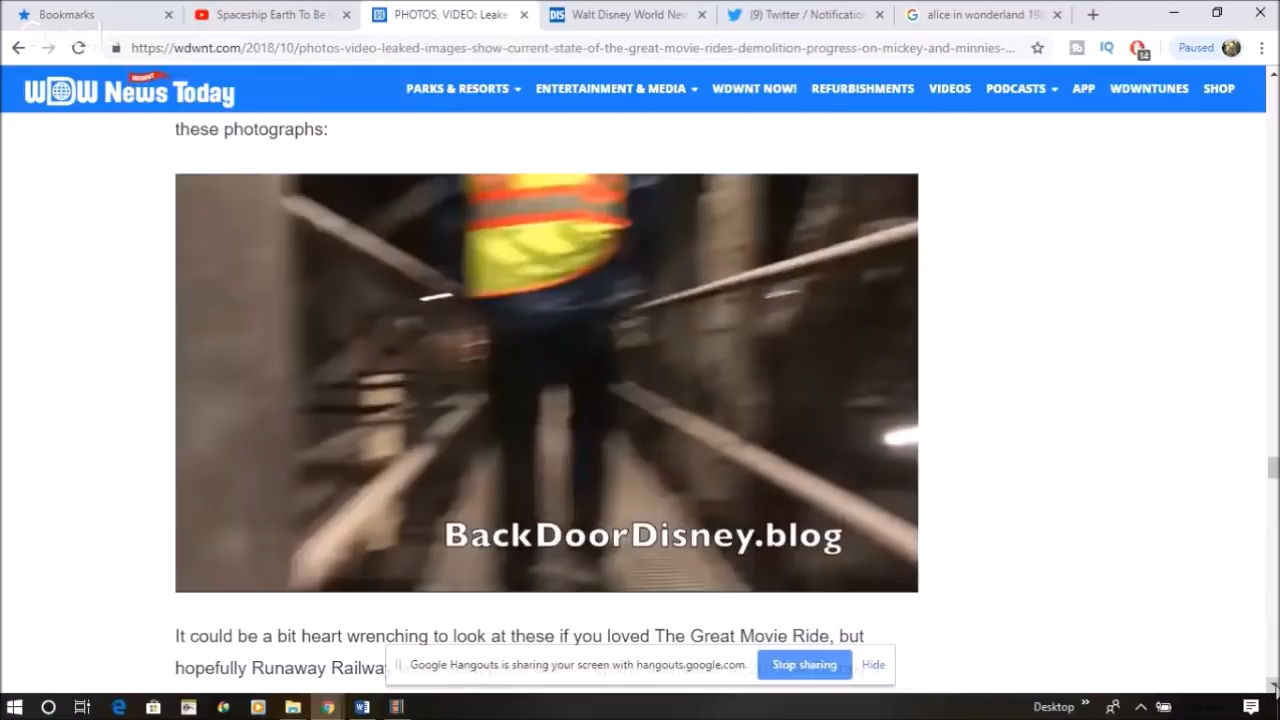 Bookmarks
Spaceship Earth To Be
PHOTOS, VIDEO: Leake
Walt Disney World Nev
(9) Twitter / Notification
alice in wonderland 19
https://wdwnt.com/2018/10/photos-video-leaked-images-show-current-state-of-the-great-movie-rides-demolition-progress-on-mickey-and-minnies-...
14
Paused
WDW News Today
PARKS & RESORTS
ENTERTAINMENT & MEDIA
WDWNT NOW!
REFURBISHMENTS
VIDEOS
PODCASTS
APP
WDWNTUNES
SHOP
these photographs:
BackDoorDisney.blog
It could be a bit heart wrenching to look at these if you loved The Great Movie Ride, but
hopefully Runaway Railway
Google Hangouts is sharing your screen with hangouts.google.com.
Stop sharing
Hide
Desktop